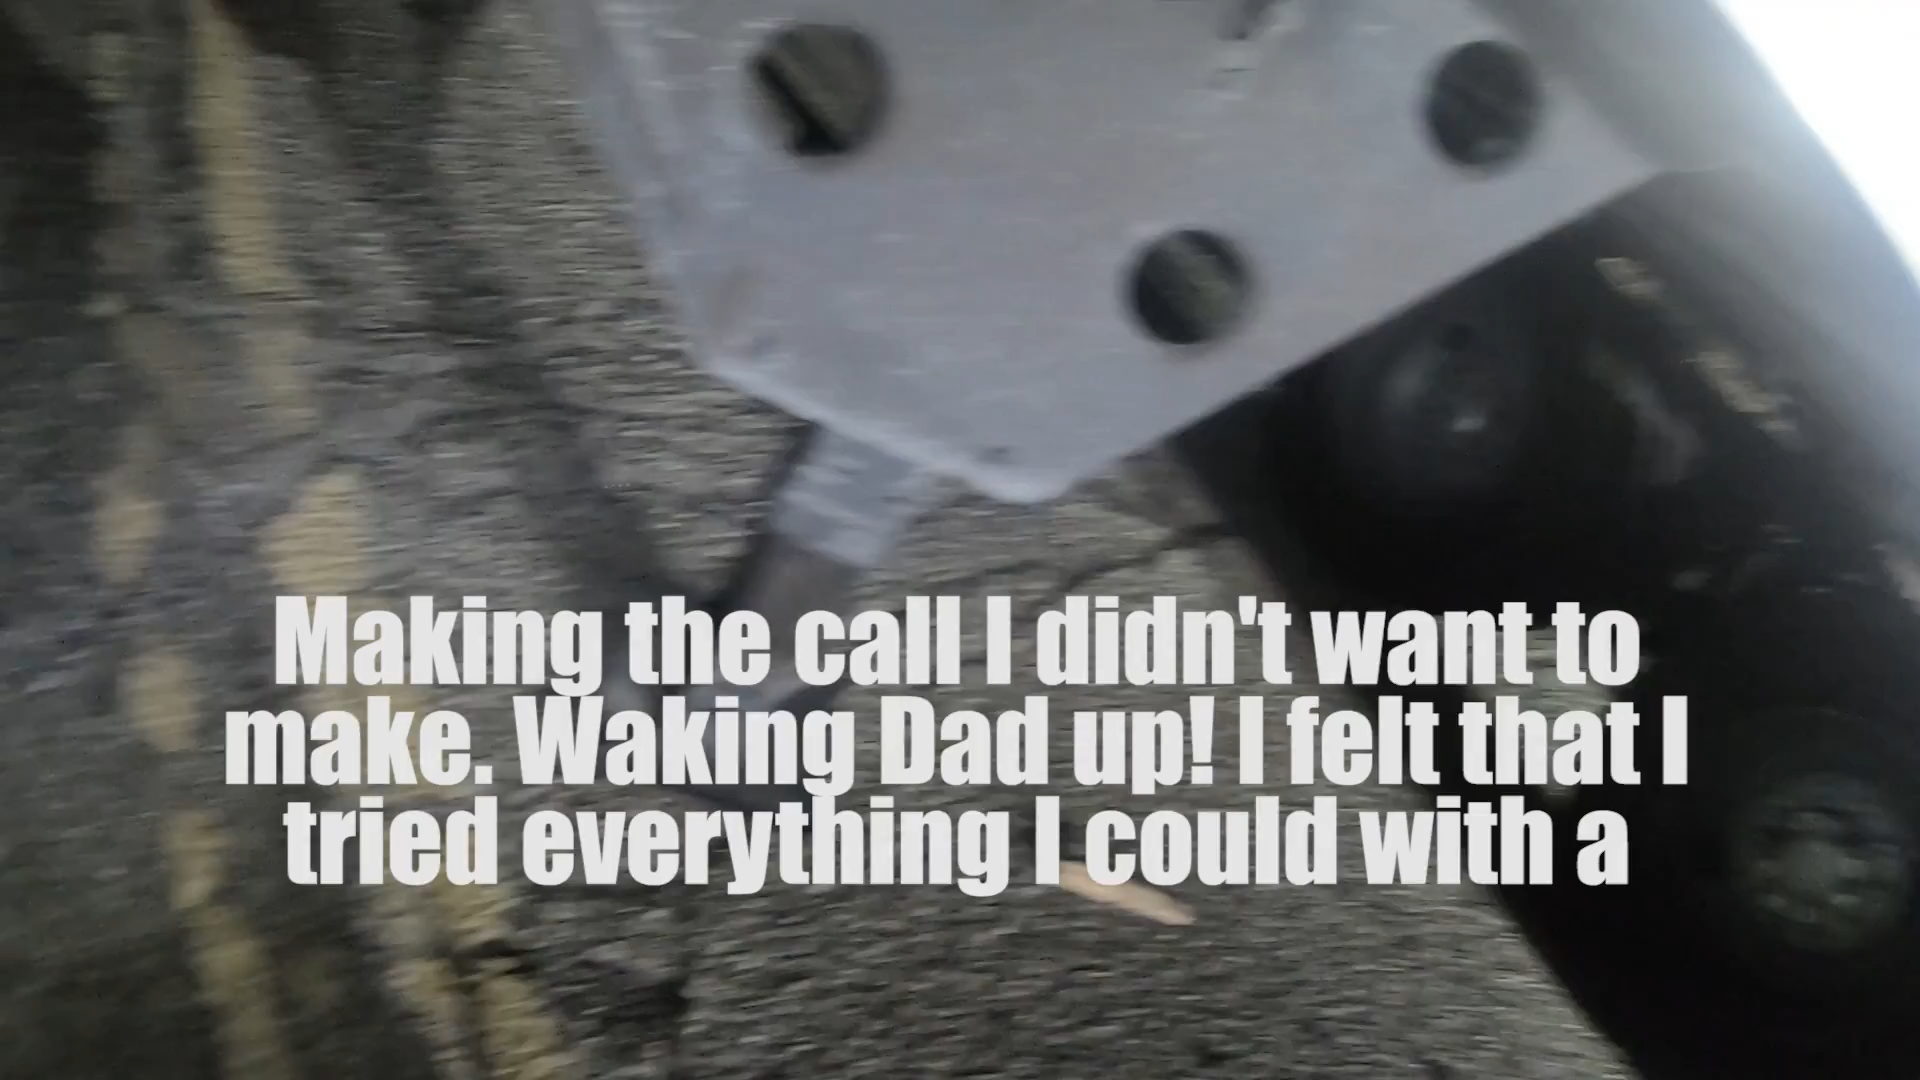 Making the call I didn't want to
make. Waking Dad up! I felt that I
tried everything I could with a